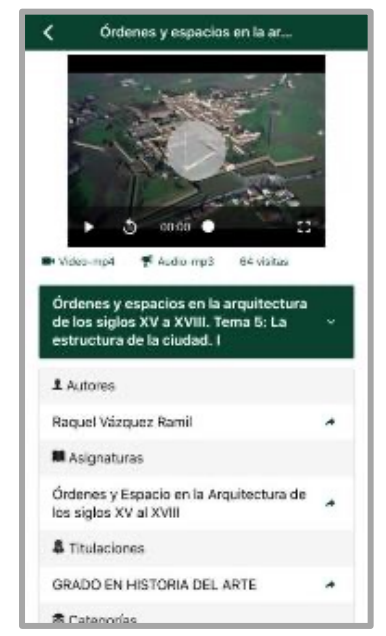 Órdenes y espacios en la ar...
00:00
Video-mp4 Audio-mp3 64 visitas
Órdenes y espacios en la arquitectura
de los siglos XV a XVIII. Tema 5: La
estructura de la ciudad. I
Autores
Raquel Vázquez Ramil
Asignaturas
Órdenes y Espacio en la Arquitectura de
los siglos XV al XVIII
Titulaciones
GRADO EN HISTORIA DEL ARTE
Categorías